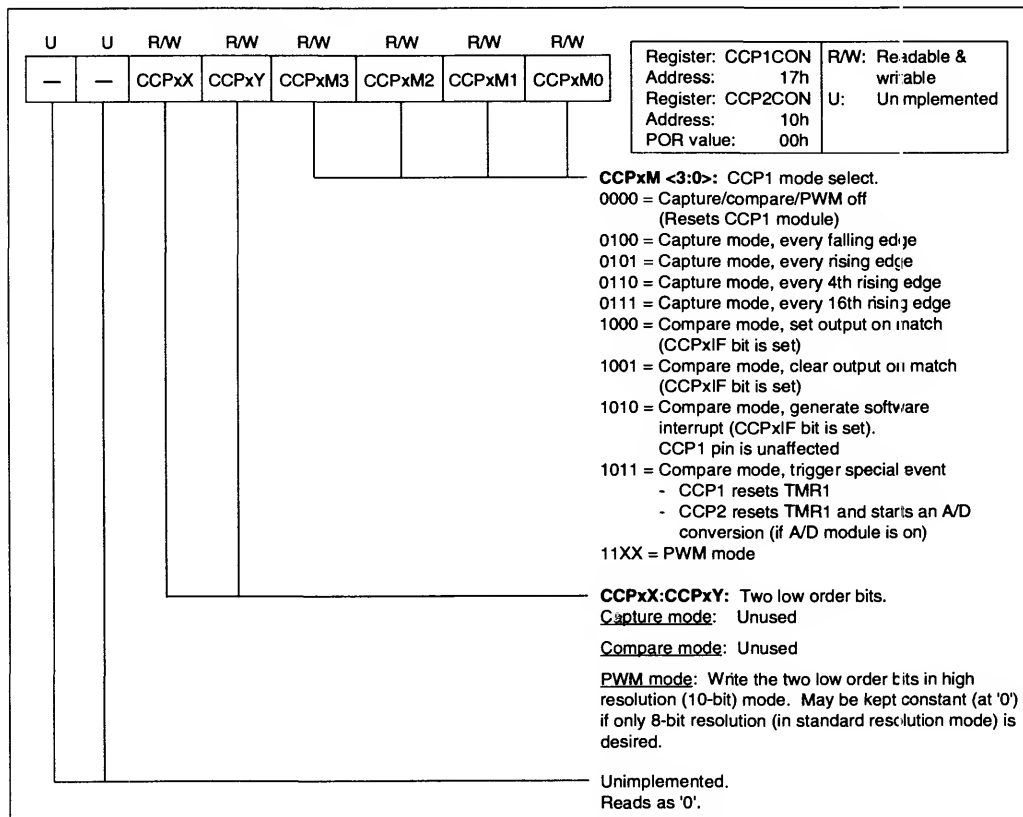 U U R/W R/W R/W R/W R/W R/W
— — CCPxX CCPxY CCPxM3 CCPxM2 CCPxM1 CCPxM0
Register: CCP1CON R/W: Readable &
Address: 17h writable
Register: CCP2CON U: Unimplemented
Address: 10h
POR value: 00h
CCPxM <3:0>: CCP1 mode select.
0000 = Capture/compare/PWM off
(Resets CCP1 module)
0100 = Capture mode, every falling edge
0101 = Capture mode, every rising edge
0110 = Capture mode, every 4th rising edge
0111 = Capture mode, every 16th rising edge
1000 = Compare mode, set output on match
(CCPxIF bit is set)
1001 = Compare mode, clear output on match
(CCPxIF bit is set)
1010 = Compare mode, generate software
interrupt (CCPxIF bit is set).
CCP1 pin is unaffected
1011 = Compare mode, trigger special event
- CCP1 resets TMR1
- CCP2 resets TMR1 and starts an A/D
conversion (if A/D module is on)
11XX = PWM mode
CCPxX:CCPxY: Two low order bits.
Capture mode: Unused
Compare mode: Unused
PWM mode: Write the two low order bits in high
resolution (10-bit) mode. May be kept constant (at '0')
if only 8-bit resolution (in standard resolution mode) is
desired.
Unimplemented.
Reads as '0'.